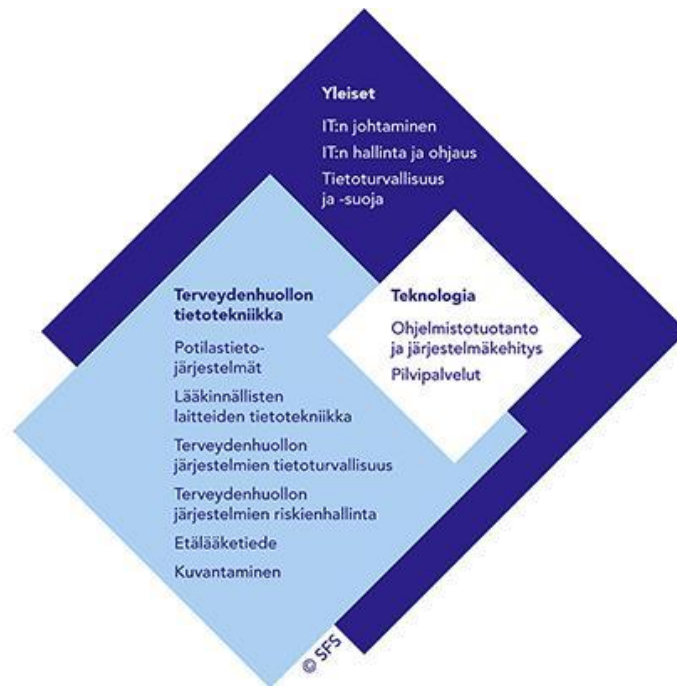 Yleiset
IT:n johtaminen
IT:n hallinta ja ohjaus
Tietoturvallisuus
ja -suoja
Terveydenhuollon
tietotekniikka
Potilastieto-
järjestelmät
Lääkinnällisten
laitteiden tietotekniikka
Terveydenhuollon
järjestelmien tietoturvallisuus
Terveydenhuollon
järjestelmien riskienhallinta
Etälääketiede
Kuvantaminen
Teknologia
Ohjelmistotuotanto
ja järjestelmäkehitys
Pilvipalvelut
© SFS